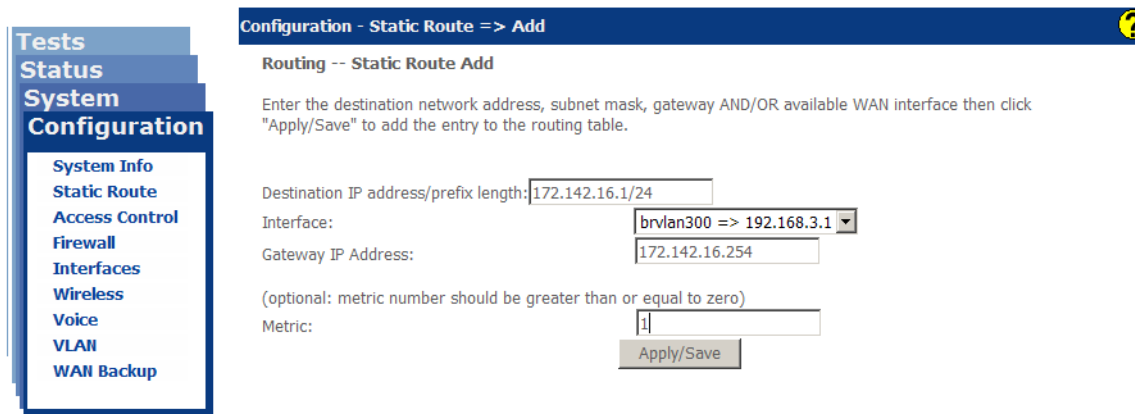 Tests
Status
System
Configuration
System Info
Static Route
Access Control
Firewall
Interfaces
Wireless
Voice
VLAN
WAN Backup
Configuration - Static Route => Add
?
Routing -- Static Route Add
Enter the destination network address, subnet mask, gateway AND/OR available WAN interface then click
"Apply/Save" to add the entry to the routing table.
Destination IP address/prefix length: 172.142.16.1/24
Interface: brvlan300 => 192.168.3.1
Gateway IP Address: 172.142.16.254
(optional: metric number should be greater than or equal to zero)
Metric: 1
Apply/Save